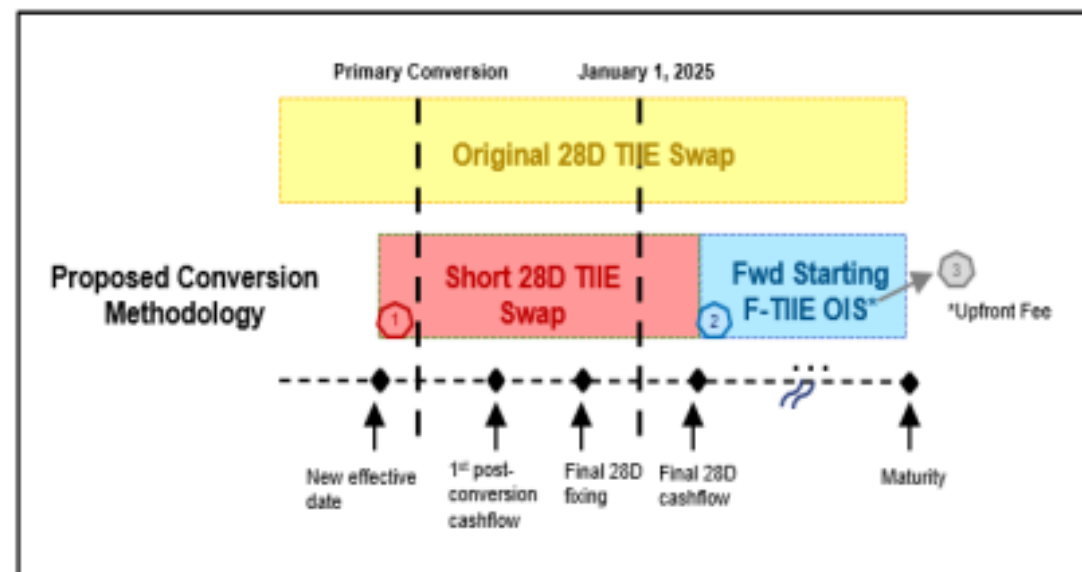 Primary Conversion
January 1, 2025
Original 28D TIIE Swap
Proposed Conversion
Methodology
Short 28D TIIE
Swap
1
Fwd Starting
F-TIIE OIS*
2
3
*Upfront Fee
...
New effective
date
1st post-
conversion
cashflow
Final 28D
fixing
Final 28D
cashflow
Maturity